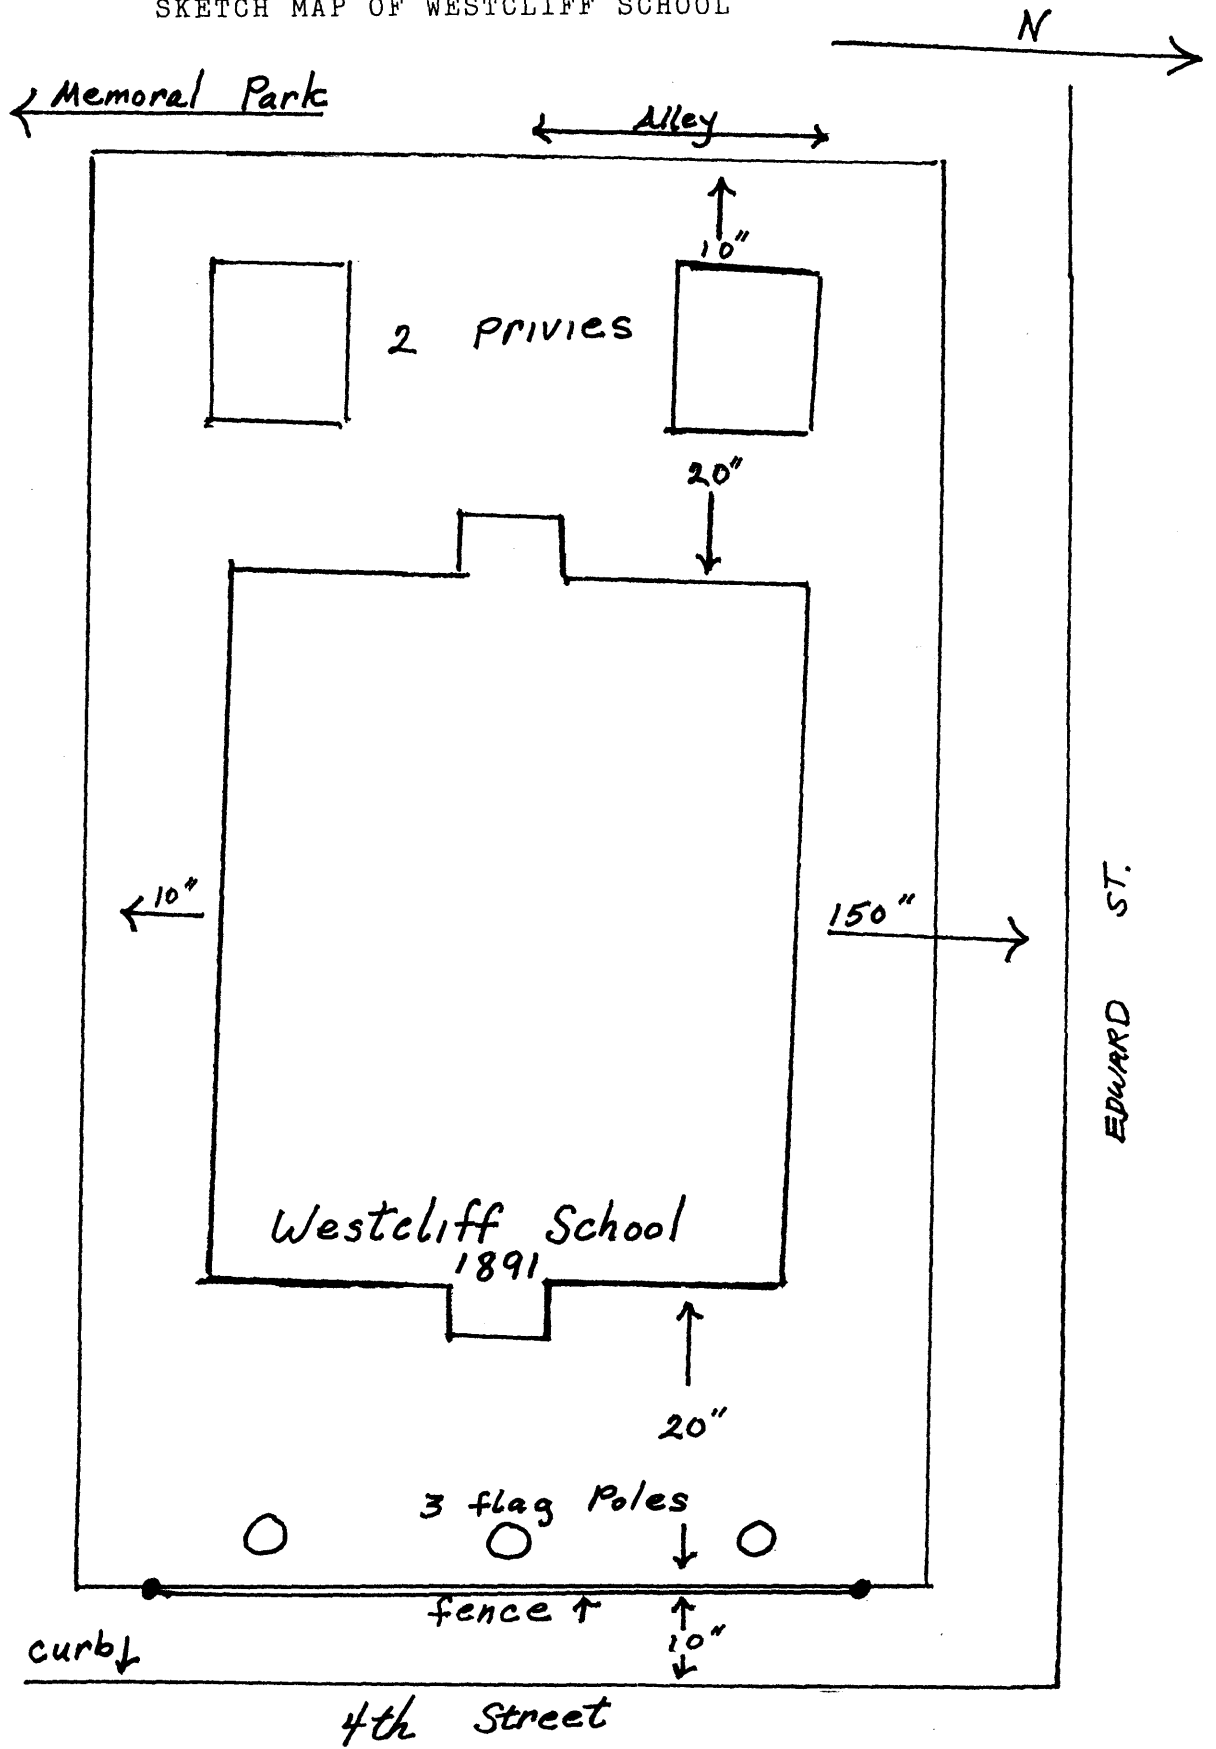 SKETCH MAP OF WESTCLIFF SCHOOL
N
Memoral Park
Alley
10"
2 Privies
20"
10"
150"
EDWARD ST.
Westcliff School
1891
20"
3 flag Poles
fence
10"
curb
4th Street